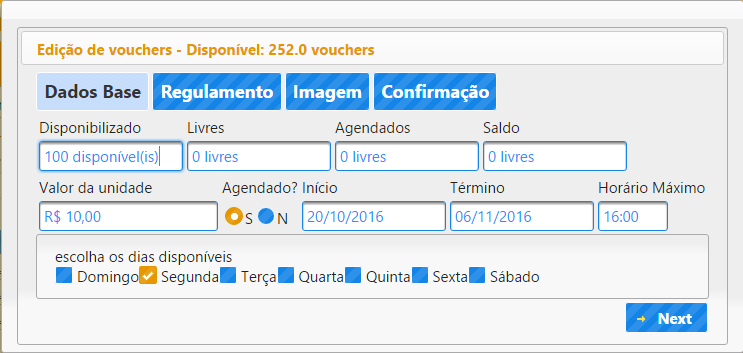 Edição de vouchers - Disponível: 252.0 vouchers
Dados Base Regulamento Imagem Confirmação
Disponibilizado Livres Agendados Saldo
100 disponível(is) 0 livres 0 livres 0 livres
Valor da unidade Agendado? Início Término Horário Máximo
R$ 10,00 S N 20/10/2016 06/11/2016 16:00
escolha os dias disponíveis
Domingo Segunda Terça Quarta Quinta Sexta Sábado
Next